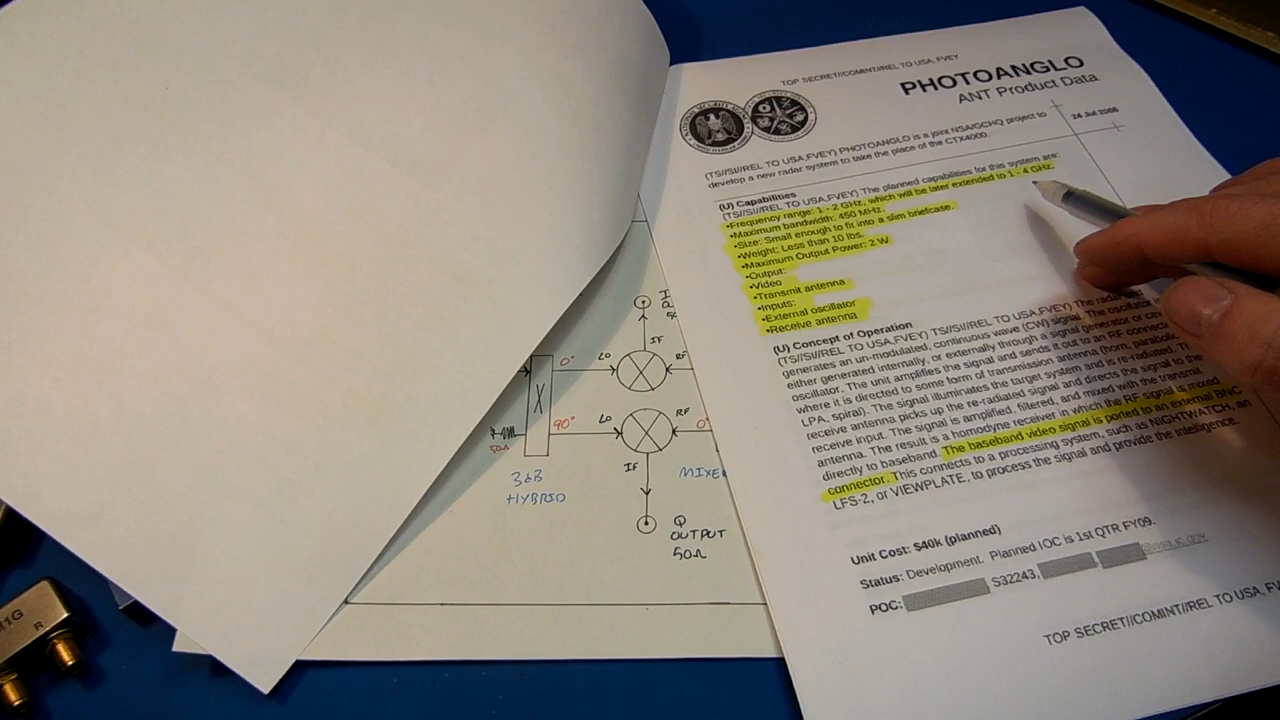 TOP SECRET//COMINT//REL TO USA, FVEY
PHOTOANGLO
ANT Product Data
24 Jul 2008
(TS//SI//REL TO USA,FVEY) PHOTOANGLO is a joint NSA/GCHQ project to
develop a new radar system to take the place of the CTX4000.
(U) Capabilities
(TS//SI//REL TO USA,FVEY) The planned capabilities for this system are:
•Frequency range: 1 - 2 GHz, which will be later extended to 1 - 4 GHz.
•Maximum bandwidth: 450 MHz.
•Size: Small enough to fit into a slim briefcase.
•Weight: Less than 10 lbs.
•Maximum Output Power: 2 W
•Output:
•Video
•Transmit antenna
•Inputs:
•External oscillator
•Receive antenna
(U) Concept of Operation
(TS//SI//REL TO USA,FVEY) TS//SI//REL TO USA,FVEY) The radar
generates an un-modulated, continuous wave (CW) signal. The oscillator
either generated internally, or externally through a signal generator or
oscillator. The unit amplifies the signal and sends it out to an RF
where it is directed to some form of transmission antenna (horn, parabolic
LPA, spiral). The signal illuminates the target system and is re-radiated.
receive antenna picks up the re-radiated signal and directs the signal to the
receive input. The signal is amplified, filtered, and mixed with the transmit
antenna. The result is a homodyne receiver in which the RF signal is mixed
directly to baseband. The baseband video signal is ported to an external BNC
connector. This connects to a processing system, such as NIGHTWATCH, an
LFS-2, or VIEWPLATE, to process the signal and provide the intelligence.
Unit Cost: $40k (planned)
Status: Development. Planned IOC is 1st QTR FY09.
POC: S32243,
TOP SECRET//COMINT//REL TO USA,
IF
0° LO RF
X
90° LO RF 0°
50Ω
IF
3dB
HYBRID
MIXE
Q
OUTPUT
50Ω
R